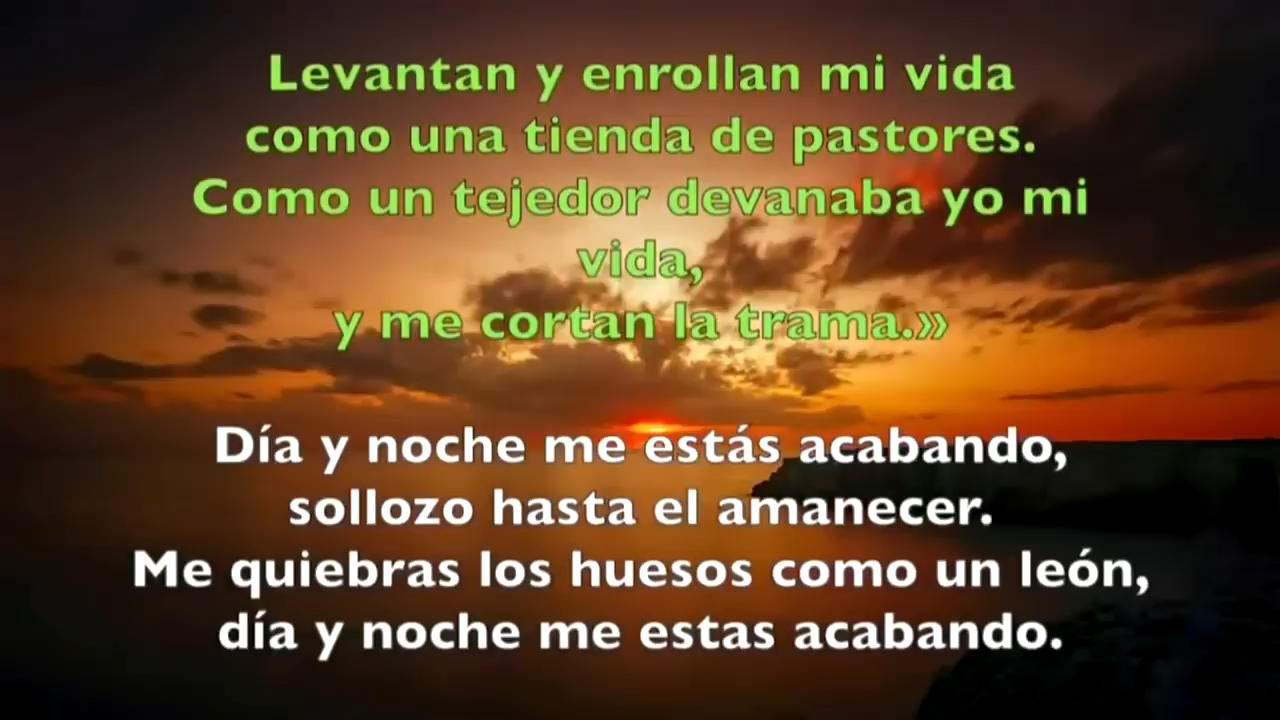 Levantan y enrollan mi vida
como una tienda de pastores.
Como un tejedor devanaba yo mi
vida,
y me cortan la trama.»
Día y noche me estás acabando,
sollozo hasta el amanecer.
Me quiebras los huesos como un león,
día y noche me estas acabando.